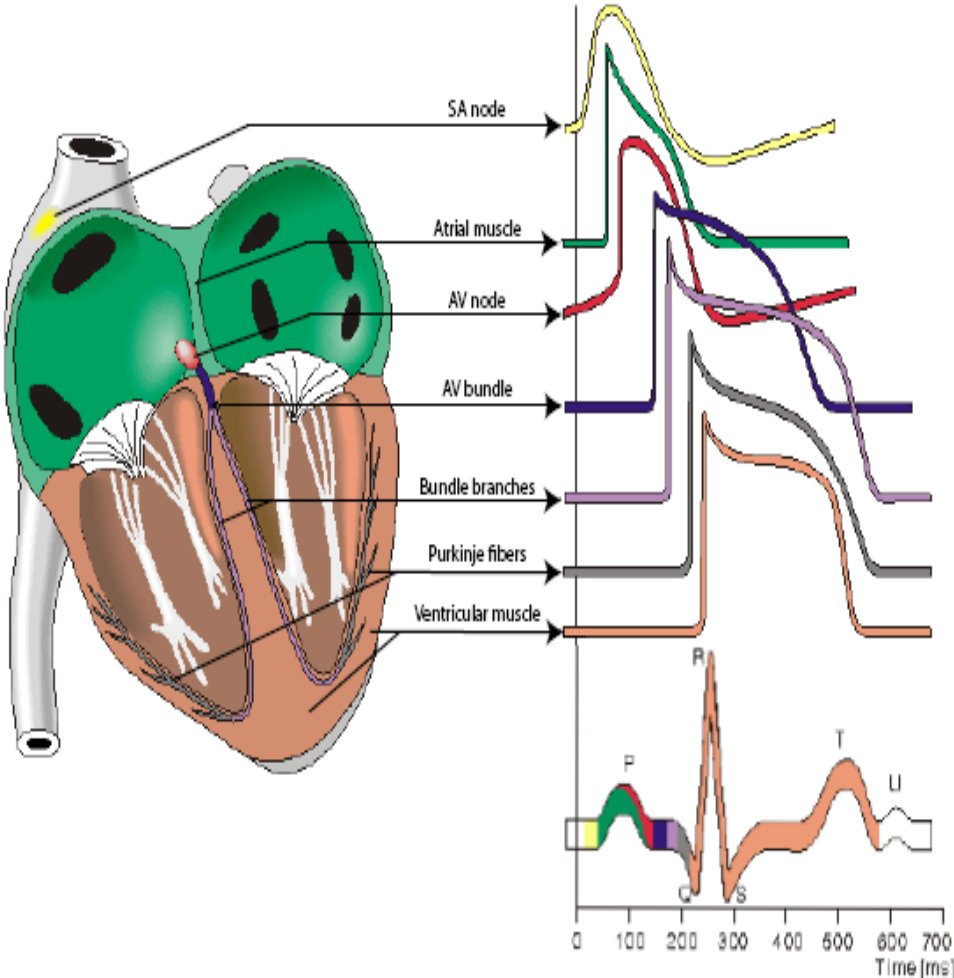 SA node
Atrial muscle
AV node
AV bundle
Bundle branches
Purkinje fibers
Ventricular muscle
R
P
T
U
Q
S
0 100 200 300 400 500 600 700
Time [ms]